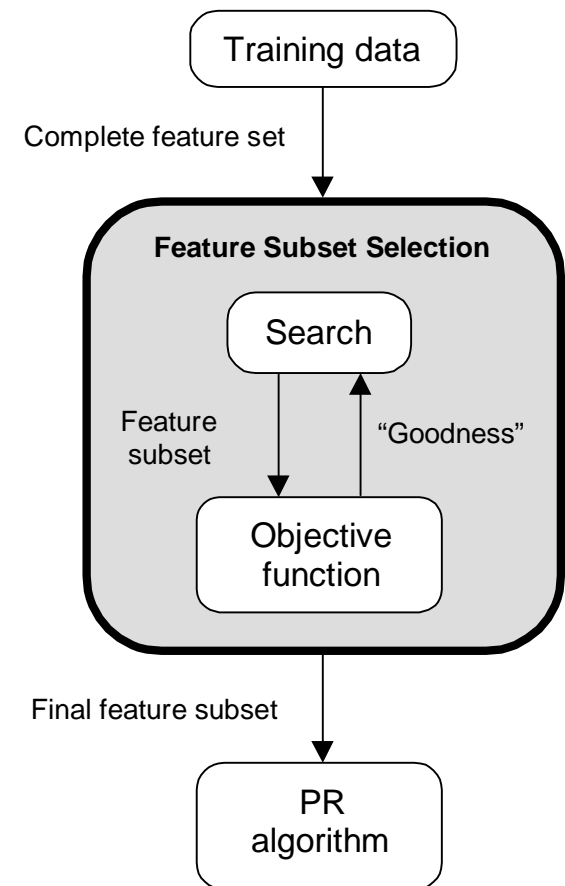 Training data
Complete feature set
Feature Subset Selection
Search
Feature
subset
“Goodness”
Objective
function
Final feature subset
PR
algorithm